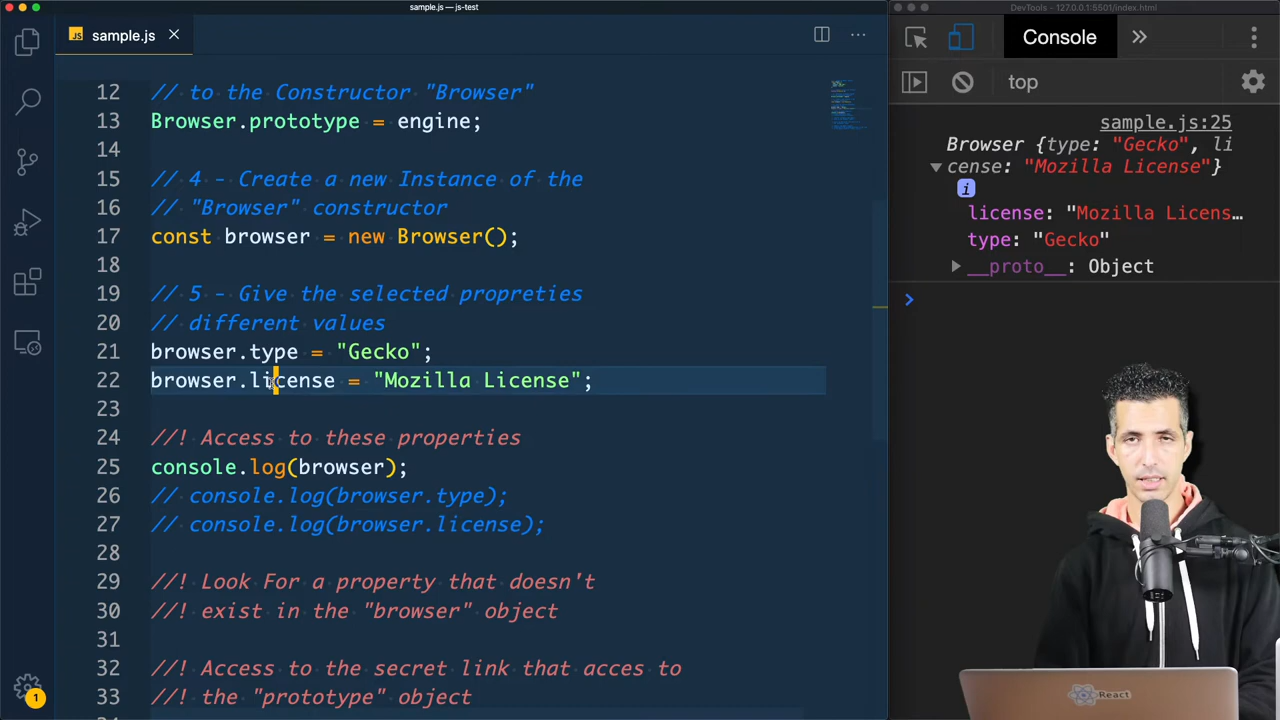 sample.js — js-test
DevTools - 127.0.0.1:5501/index.html
JS sample.js
Console
top
12 // to the Constructor "Browser"
13 Browser.prototype = engine;
14
15 // 4 - Create a new Instance of the
16 // "Browser" constructor
17 const browser = new Browser();
18
19 // 5 - Give the selected propreties
20 // different values
21 browser.type = "Gecko";
22 browser.license = "Mozilla License";
23
24 //! Access to these properties
25 console.log(browser);
26 // console.log(browser.type);
27 // console.log(browser.license);
28
29 //! Look For a property that doesn't
30 //! exist in the "browser" object
31
32 //! Access to the secret link that acces to
33 //! the "prototype" object
1
sample.js:25
Browser {type: "Gecko", li
cense: "Mozilla License"}
i
license: "Mozilla Licens…
type: "Gecko"
__proto__: Object
React